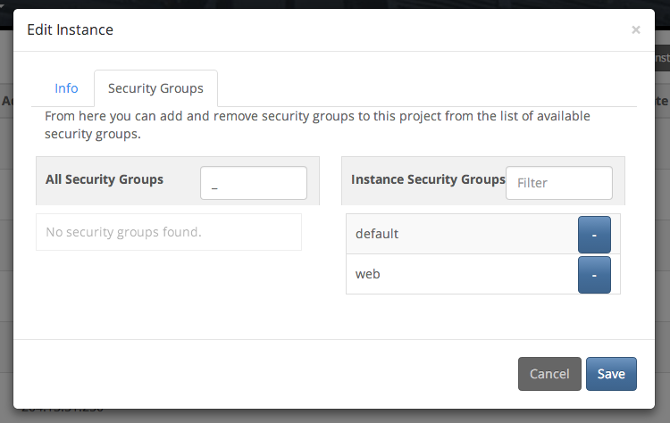 Edit Instance ×
Info Security Groups
From here you can add and remove security groups to this project from the list of available
security groups.
All Security Groups _
Instance Security Groups Filter
No security groups found.
default -
web -
Cancel Save